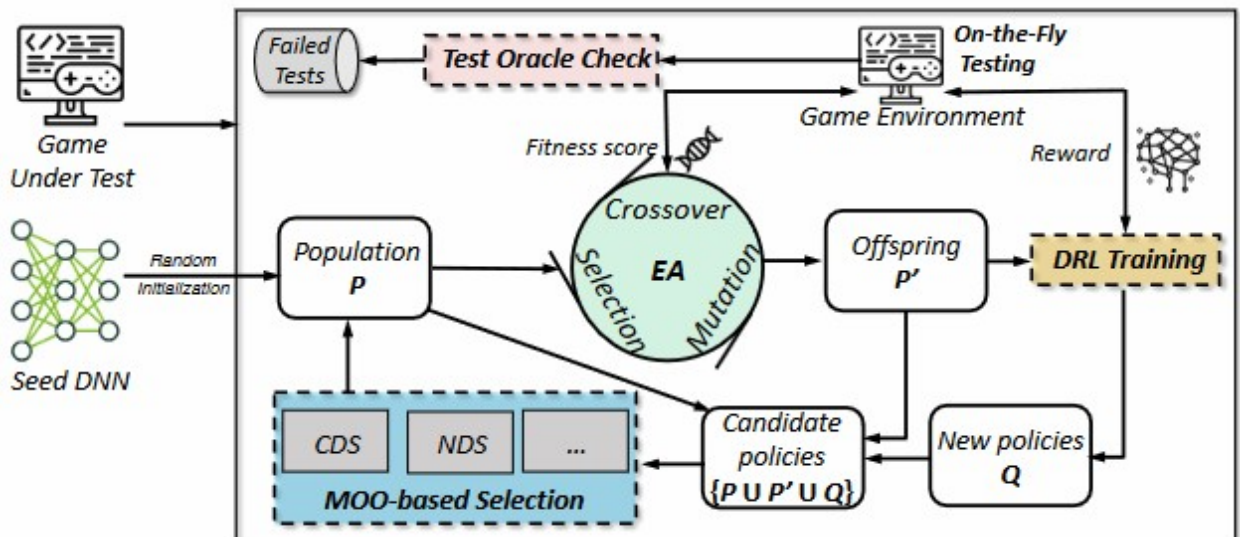 Game
Under Test
Seed DNN
Random
Initialization
Failed
Tests
Test Oracle Check
On-the-Fly
Testing
Game Environment
Fitness score
Reward
Population
P
Crossover
Selection
EA
Mutation
Offspring
P'
DRL Training
CDS
NDS
...
MOO-based Selection
Candidate
policies
{P U P' U Q}
New policies
Q